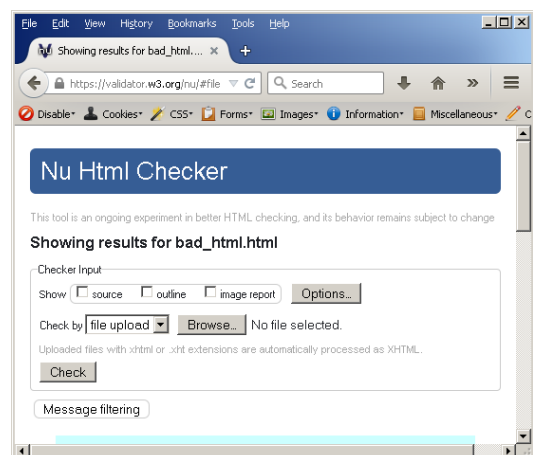 File Edit View History Bookmarks Tools Help
Showing results for bad_html....
https://validator.w3.org/nu/#file Search
Disable Cookies CSS Forms Images Information Miscellaneous
Nu Html Checker
This tool is an ongoing experiment in better HTML checking, and its behavior remains subject to change
Showing results for bad_html.html
Checker Input
Show source outline image report Options...
Check by file upload Browse... No file selected.
Uploaded files with .xhtml or .xht extensions are automatically processed as XHTML.
Check
Message filtering